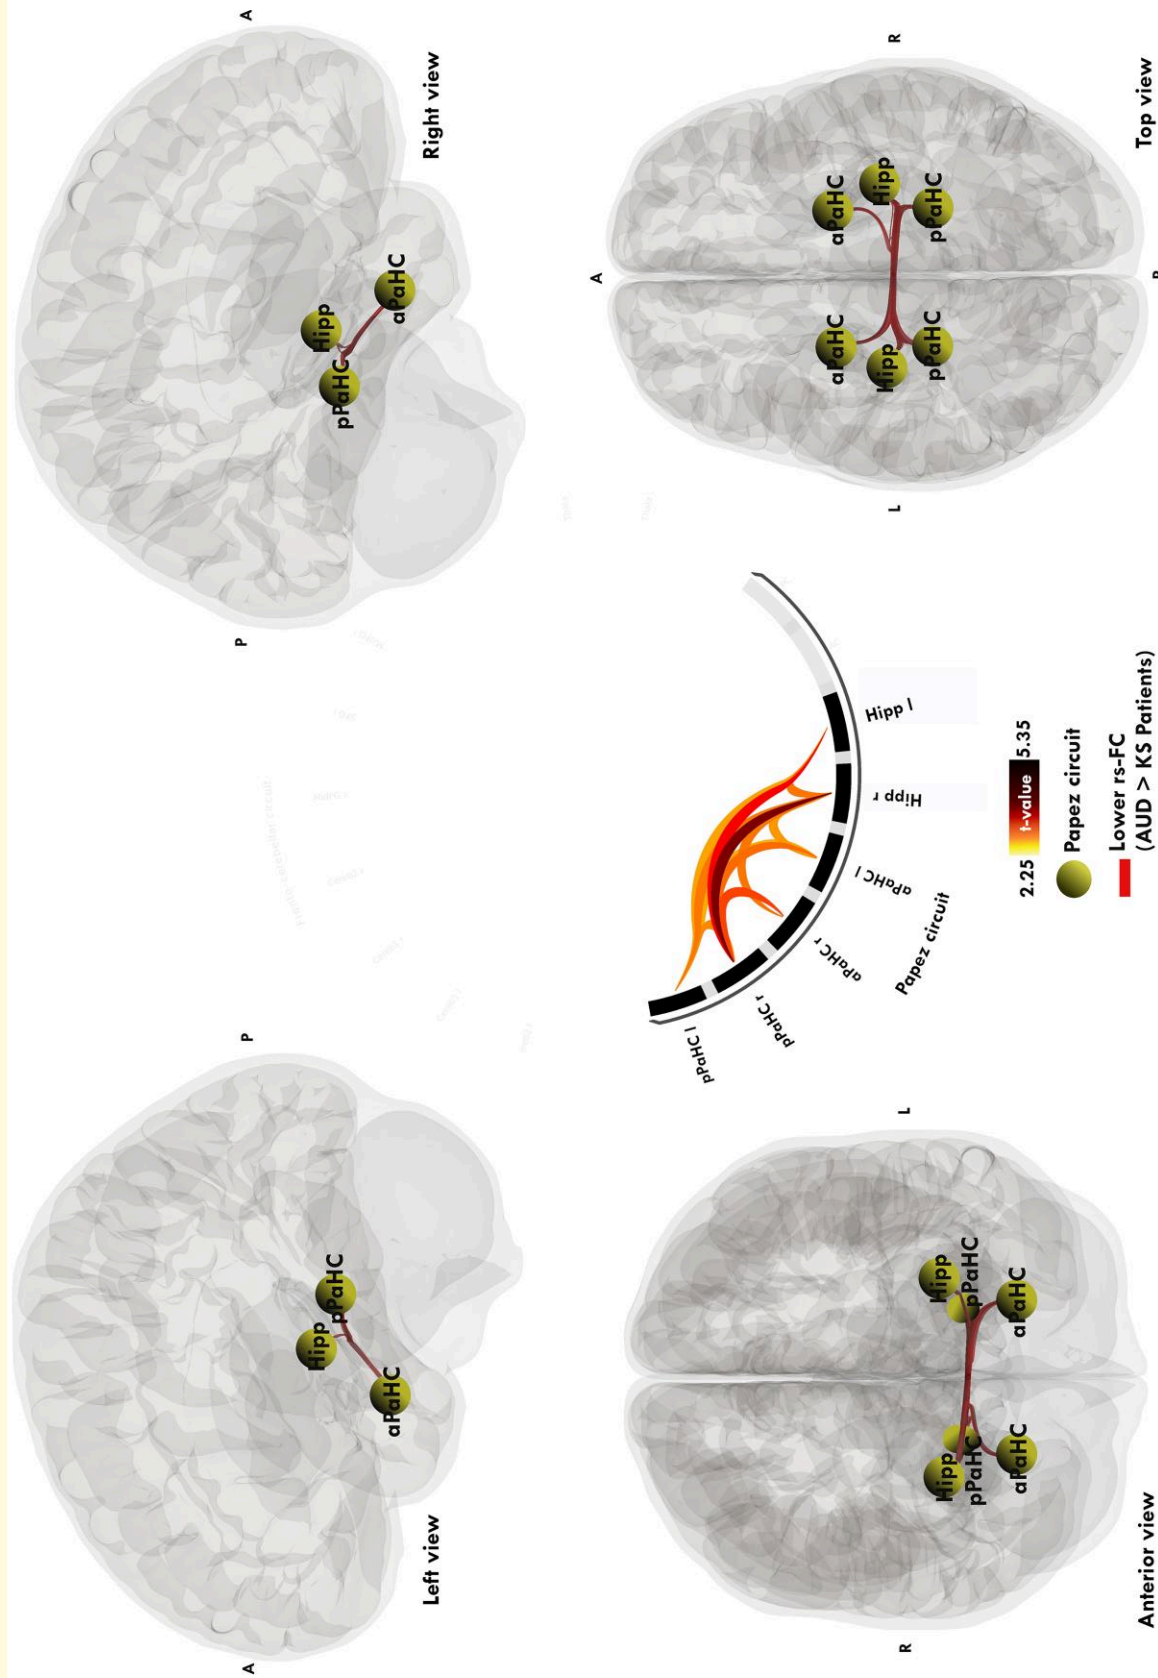 A
P
Left view
P
A
Right view
Hipp
pPaHC
aPaHC
Hipp
pPaHC
aPaHC
R
L
Anterior view
Hipp
pPaHC
aPaHC
Hipp
pPaHC
aPaHC
pPaHC l
pPaHC r
aPaHC r
aPaHC l
Hipp r
Hipp l
Papez circuit
2.25 t-value 5.35
Papez circuit
Lower rs-FC
(AUD > KS Patients)
A
L
R
Top view
aPaHC
Hipp
pPaHC
aPaHC
Hipp
pPaHC